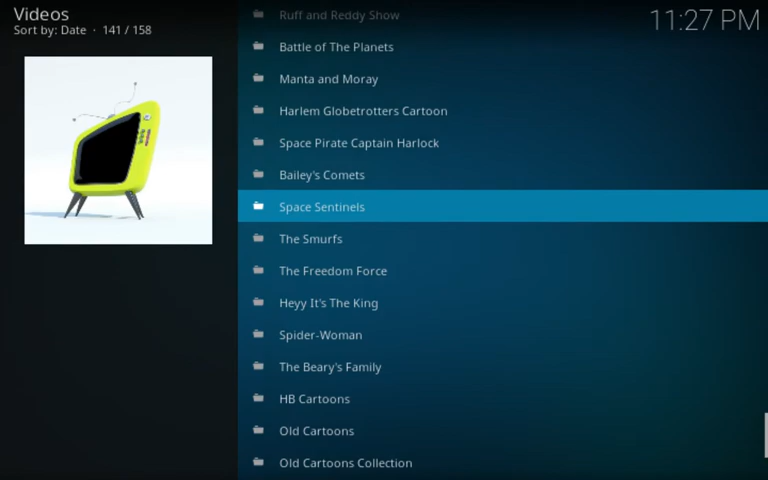 Videos
Sort by: Date · 141 / 158
11:27 PM
Ruff and Reddy Show
Battle of The Planets
Manta and Moray
Harlem Globetrotters Cartoon
Space Pirate Captain Harlock
Bailey's Comets
Space Sentinels
The Smurfs
The Freedom Force
Heyy It's The King
Spider-Woman
The Beary's Family
HB Cartoons
Old Cartoons
Old Cartoons Collection